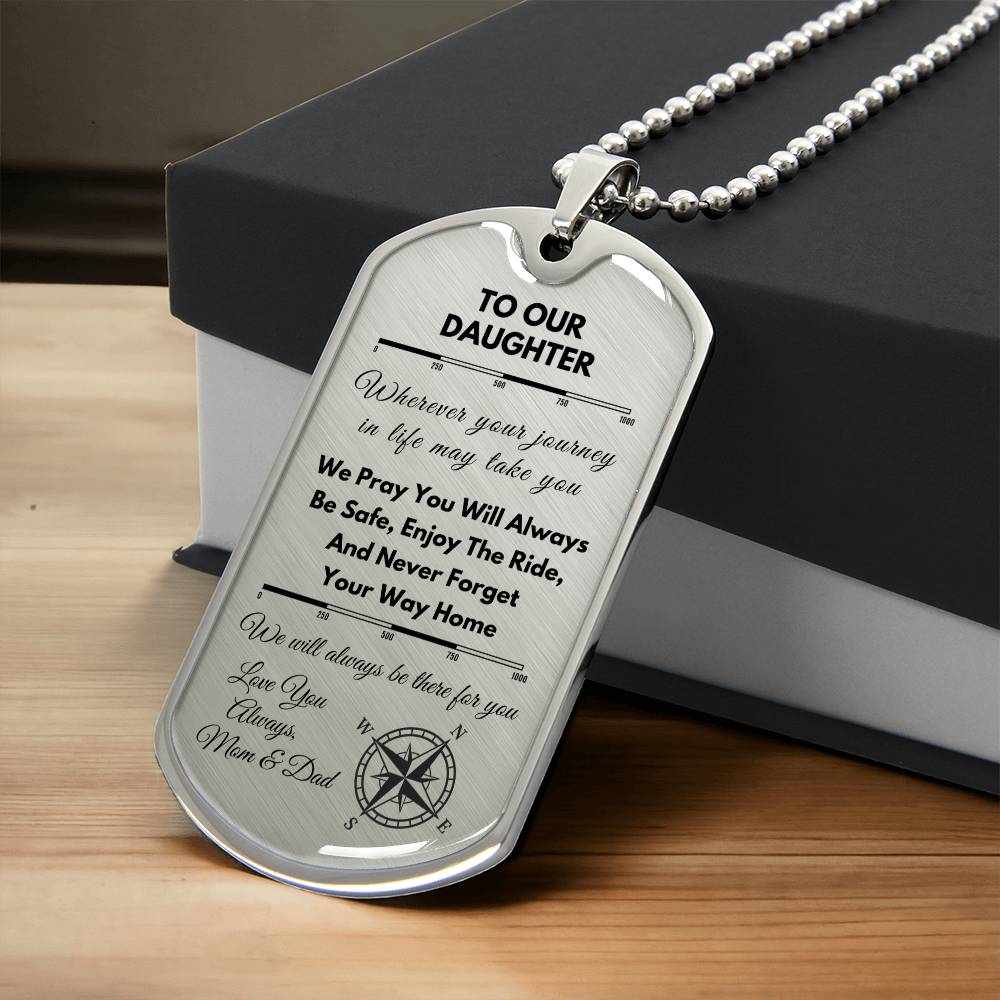 TO OUR
DAUGHTER
0 250 500 750 1000
Wherever your journey
in life may take you
We Pray You Will Always
Be Safe, Enjoy The Ride,
And Never Forget
Your Way Home
0 250 500 750 1000
We will always be there for you
Love You
Always,
Mom & Dad
W N
S E